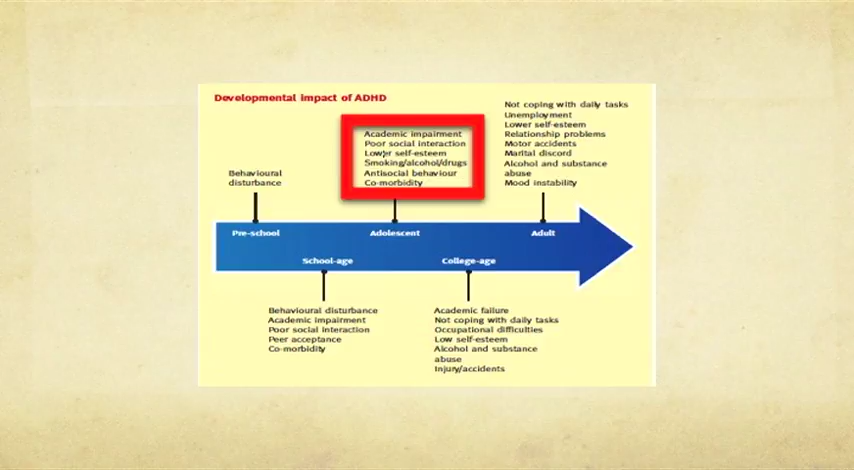 Developmental impact of ADHD
Behavioural
disturbance
Academic impairment
Poor social interaction
Lower self-esteem
Smoking/alcohol/drugs
Antisocial behaviour
Co-morbidity
Not coping with daily tasks
Unemployment
Lower self-esteem
Relationship problems
Motor accidents
Marital discord
Alcohol and substance
abuse
Mood instability
Pre-school
Adolescent
Adult
School-age
College-age
Behavioural disturbance
Academic impairment
Poor social interaction
Peer acceptance
Co-morbidity
Academic failure
Not coping with daily tasks
Occupational difficulties
Low self-esteem
Alcohol and substance
abuse
Injury/accidents